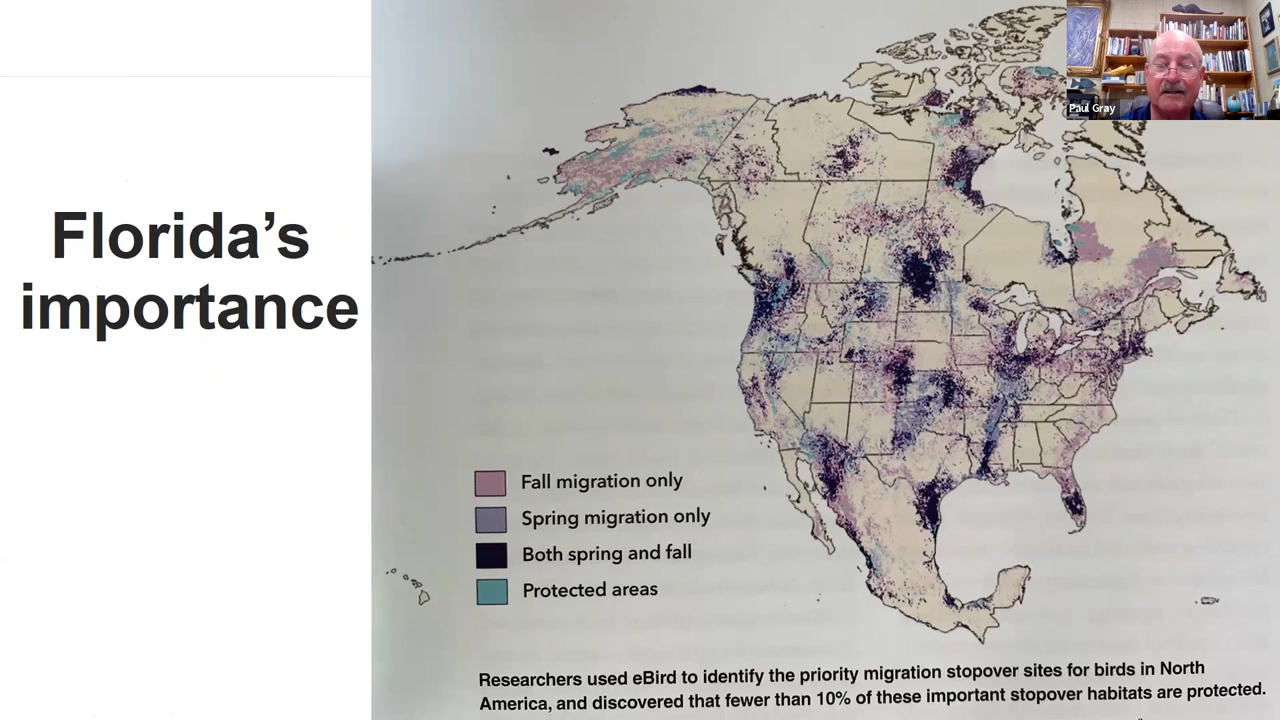 Florida's
importance
Paul Gray
Fall migration only
Spring migration only
Both spring and fall
Protected areas
Researchers used eBird to identify the priority migration stopover sites for birds in North
America, and discovered that fewer than 10% of these important stopover habitats are protected.